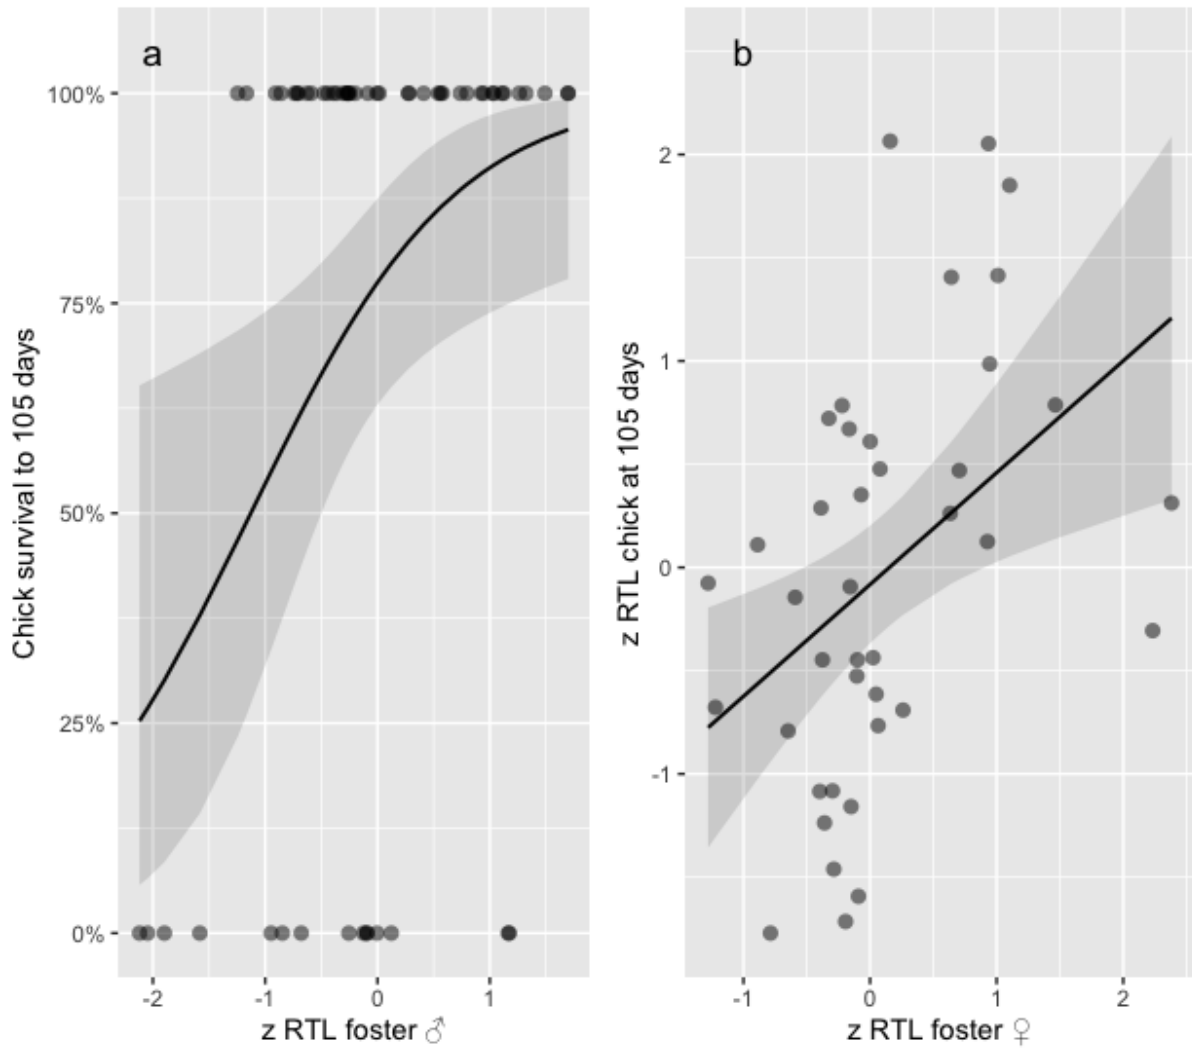 a
100%
75%
50%
25%
0%
-2 -1 0 1
z RTL foster ♂
Chick survival to 105 days
b
2
1
0
-1
-1 0 1 2
z RTL foster ♀
z RTL chick at 105 days